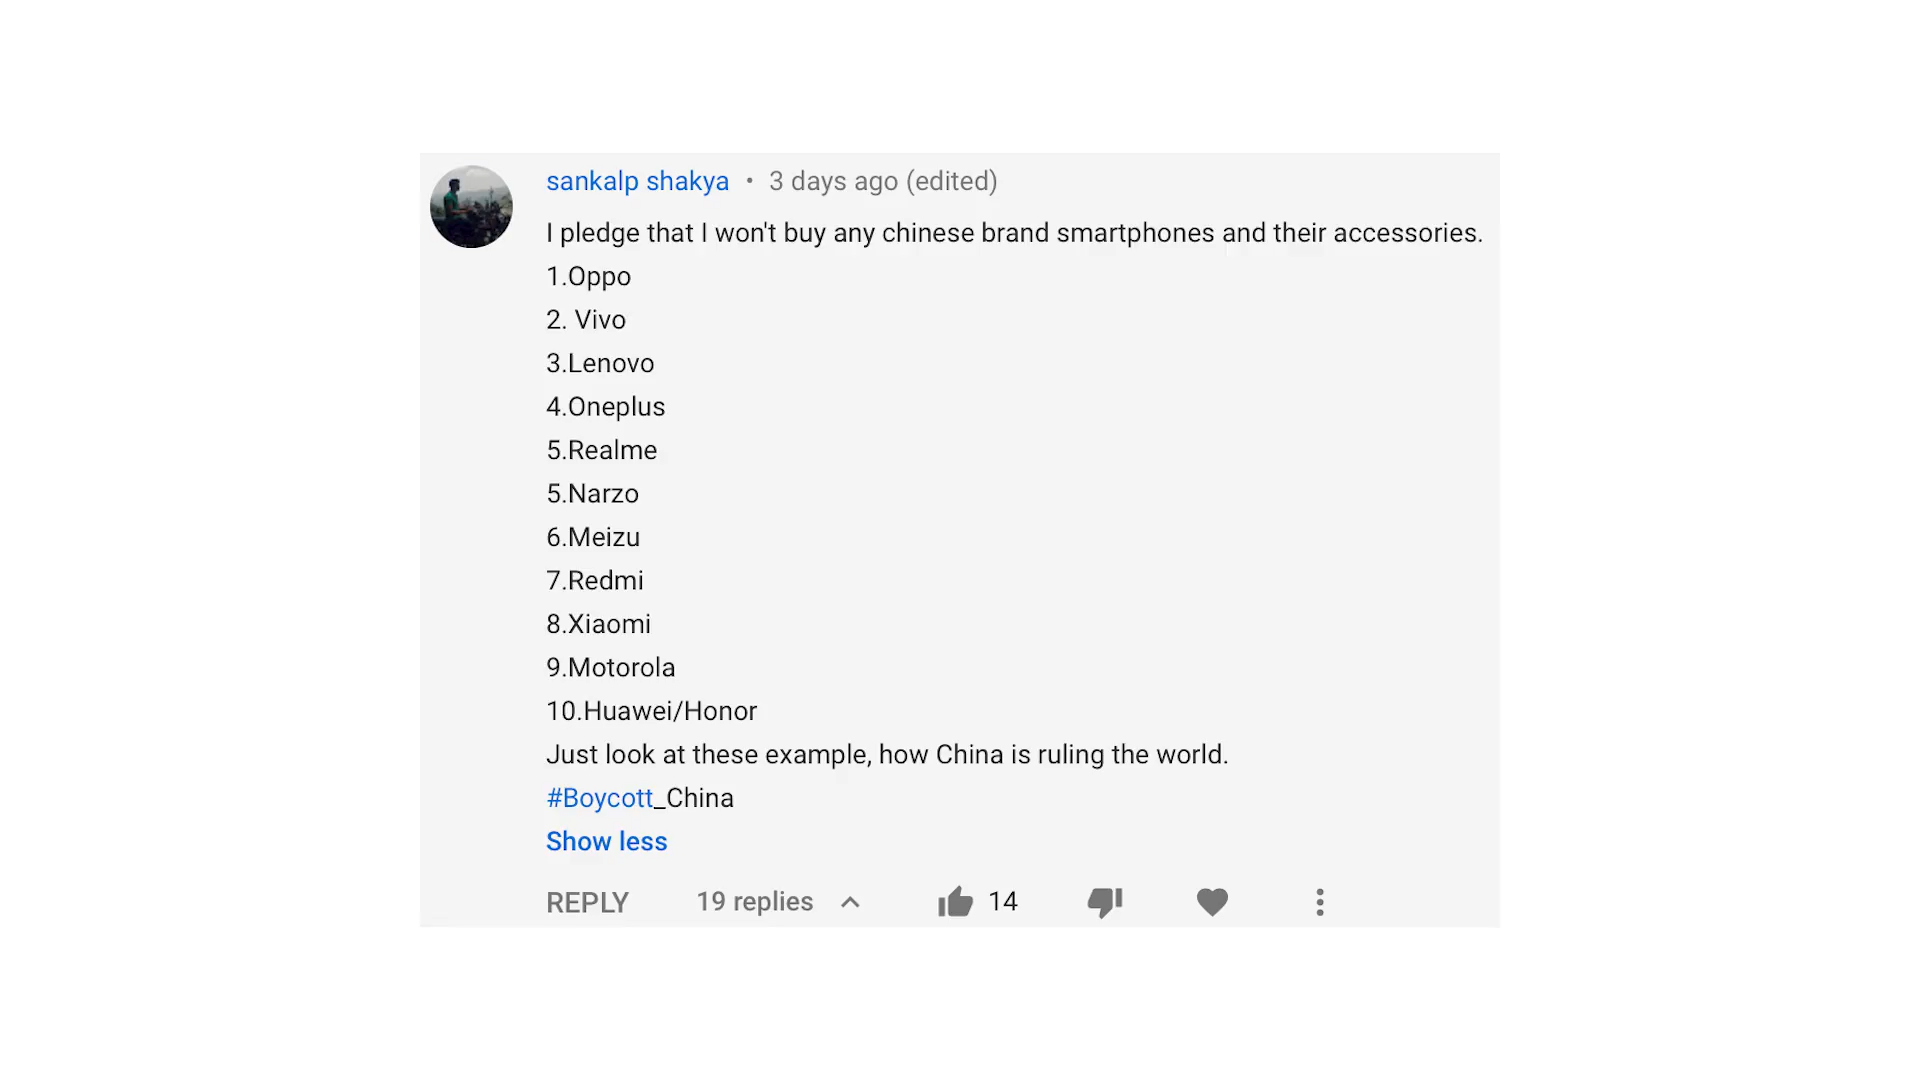 sankalp shakya • 3 days ago (edited)
I pledge that I won't buy any chinese brand smartphones and their accessories.
1.Oppo
2. Vivo
3.Lenovo
4.Oneplus
5.Realme
5.Narzo
6.Meizu
7.Redmi
8.Xiaomi
9.Motorola
10.Huawei/Honor
Just look at these example, how China is ruling the world.
#Boycott_China
Show less
REPLY 19 replies 14